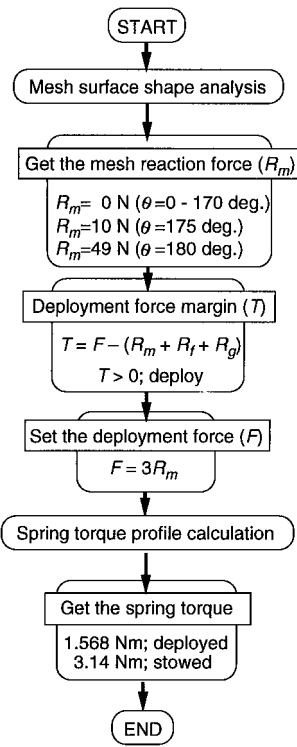 START
Mesh surface shape analysis
Get the mesh reaction force (Rm)
Rm= 0 N (θ=0 - 170 deg.)
Rm=10 N (θ=175 deg.)
Rm=49 N (θ=180 deg.)
Deployment force margin (T)
T = F – (Rm + Rf + Rg)
T > 0; deploy
Set the deployment force (F)
F = 3Rm
Spring torque profile calculation
Get the spring torque
1.568 Nm; deployed
3.14 Nm; stowed
END